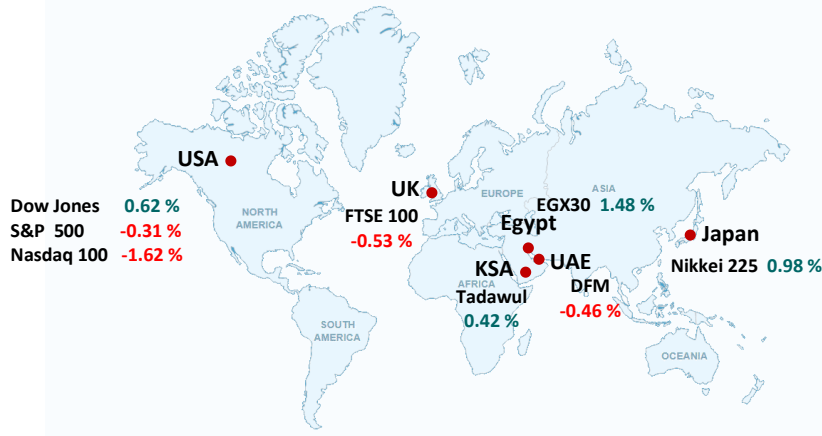 USA
Dow Jones 0.62 %
S&P 500 -0.31 %
Nasdaq 100 -1.62 %
NORTH
AMERICA
SOUTH
AMERICA
UK
FTSE 100
-0.53 %
EUROPE
ASIA
EGX30 1.48 %
Egypt
UAE
DFM
-0.46 %
KSA
AFRICA
Tadawul
0.42 %
Japan
Nikkei 225 0.98 %
OCEANIA